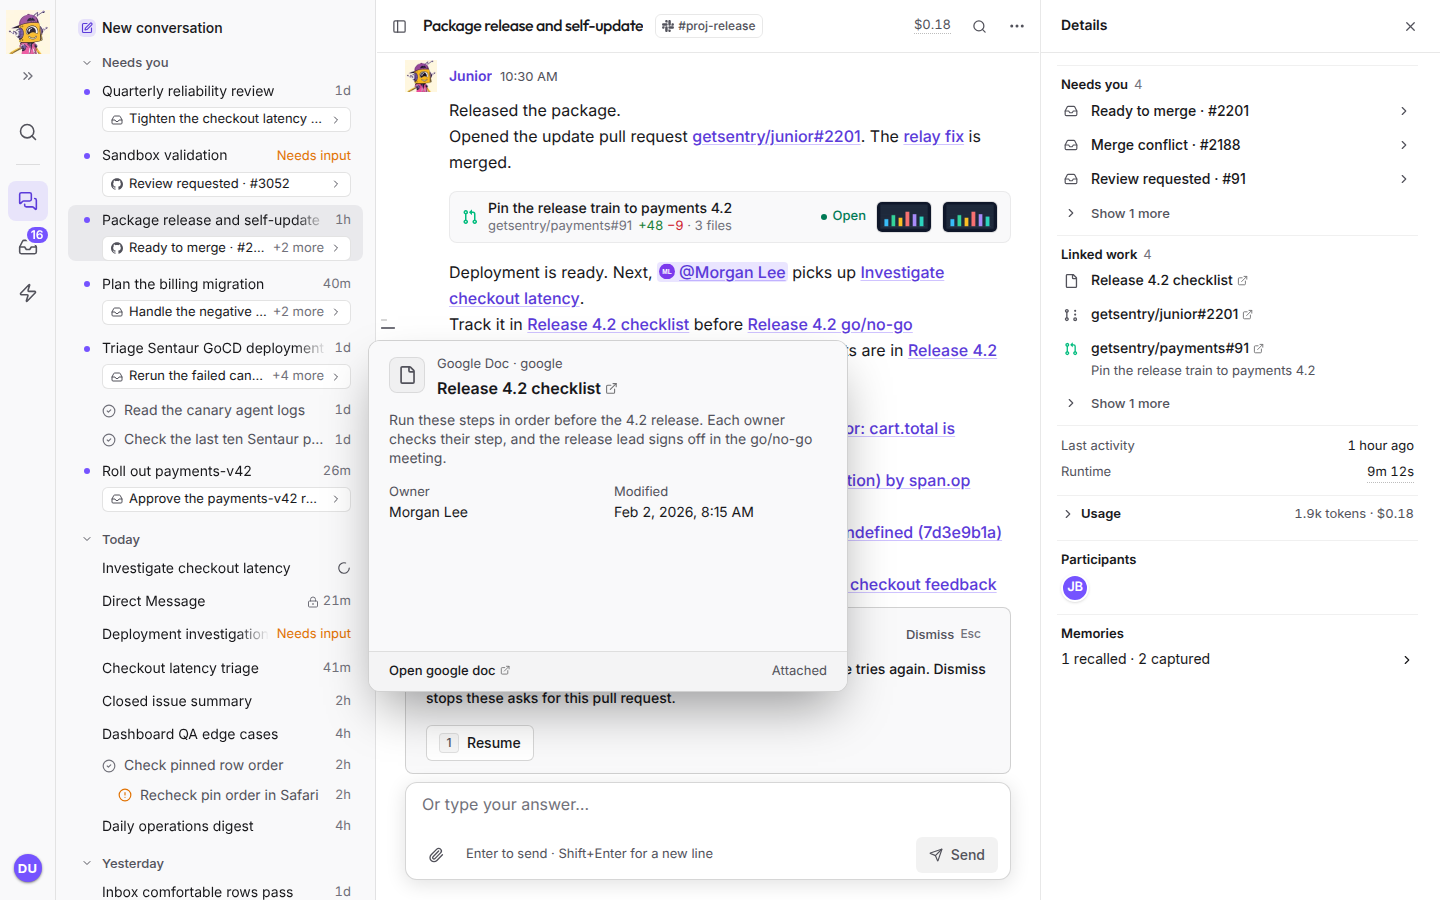 New conversation
Needs you
Quarterly reliability review 1d
Tighten the checkout latency ...
Sandbox validation Needs input
Review requested · #3052
Package release and self-update 1h
Ready to merge · #2... +2 more
Plan the billing migration 40m
Handle the negative ... +2 more
Triage Sentaur GoCD deployment 1d
Rerun the failed can... +4 more
Read the canary agent logs 1d
Check the last ten Sentaur p... 1d
Roll out payments-v42 26m
Approve the payments-v42 r...
Today
Investigate checkout latency
Direct Message 21m
Deployment investigation Needs input
Checkout latency triage 41m
Closed issue summary 2h
Dashboard QA edge cases 4h
Check pinned row order 2h
Recheck pin order in Safari 2h
Daily operations digest 4h
Yesterday
Inbox comfortable rows pass 1d
16
DU
Package release and self-update #proj-release $0.18
Junior 10:30 AM
Released the package.
Opened the update pull request getsentry/junior#2201. The relay fix is
merged.
Pin the release train to payments 4.2
getsentry/payments#91 +48 −9 · 3 files
Open
Deployment is ready. Next, ML @Morgan Lee picks up Investigate
checkout latency.
Track it in Release 4.2 checklist before Release 4.2 go/no-go
s are in Release 4.2
or: cart.total is
tion) by span.op
ndefined (7d3e9b1a)
checkout feedback
Google Doc · google
Release 4.2 checklist
Run these steps in order before the 4.2 release. Each owner
checks their step, and the release lead signs off in the go/no-go
meeting.
Owner Modified
Morgan Lee Feb 2, 2026, 8:15 AM
Open google doc Attached
Dismiss Esc
e tries again. Dismiss
stops these asks for this pull request.
1 Resume
Or type your answer...
Enter to send · Shift+Enter for a new line
Send
Details
Needs you 4
Ready to merge · #2201
Merge conflict · #2188
Review requested · #91
Show 1 more
Linked work 4
Release 4.2 checklist
getsentry/junior#2201
getsentry/payments#91
Pin the release train to payments 4.2
Show 1 more
Last activity 1 hour ago
Runtime 9m 12s
Usage 1.9k tokens · $0.18
Participants
JB
Memories
1 recalled · 2 captured